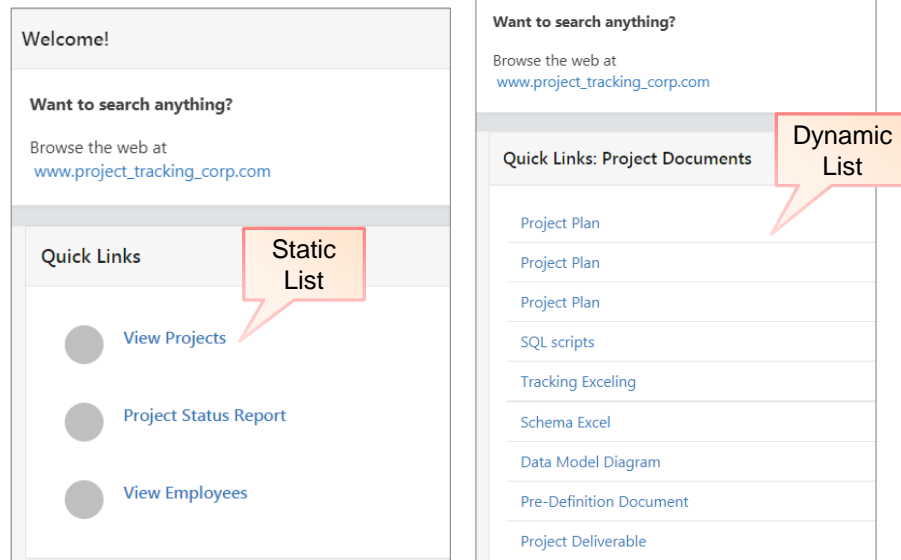 Welcome!
Want to search anything?
Browse the web at
www.project_tracking_corp.com
Quick Links
Static
List
View Projects
Project Status Report
View Employees
Want to search anything?
Browse the web at
www.project_tracking_corp.com
Quick Links: Project Documents
Dynamic
List
Project Plan
Project Plan
Project Plan
SQL scripts
Tracking Exceling
Schema Excel
Data Model Diagram
Pre-Definition Document
Project Deliverable